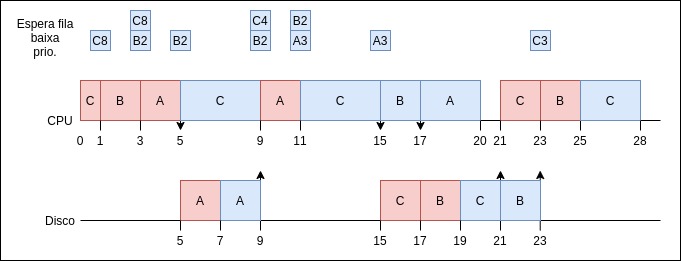 Espera fila
baixa
prio.
C8 C4 B2
C8 B2 B2 B2 A3 A3 C3
C B A C A C B A C B C
CPU
0 1 3 5 9 11 15 17 20 21 23 25 28
A A C B C B
Disco
5 7 9 15 17 19 21 23